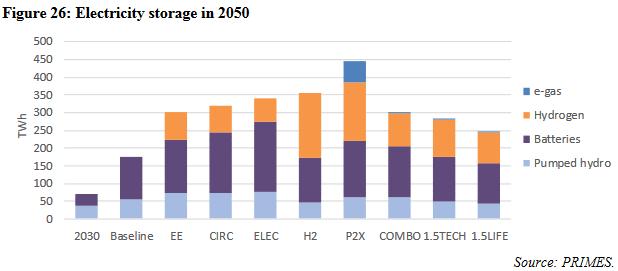 Figure 26: Electricity storage in 2050
500
450
400
350
300
250
200
150
100
50
0
TWh
2030 Baseline EE CIRC ELEC H2 P2X COMBO 1.5TECH 1.5LIFE
e-gas
Hydrogen
Batteries
Pumped hydro
Source: PRIMES.